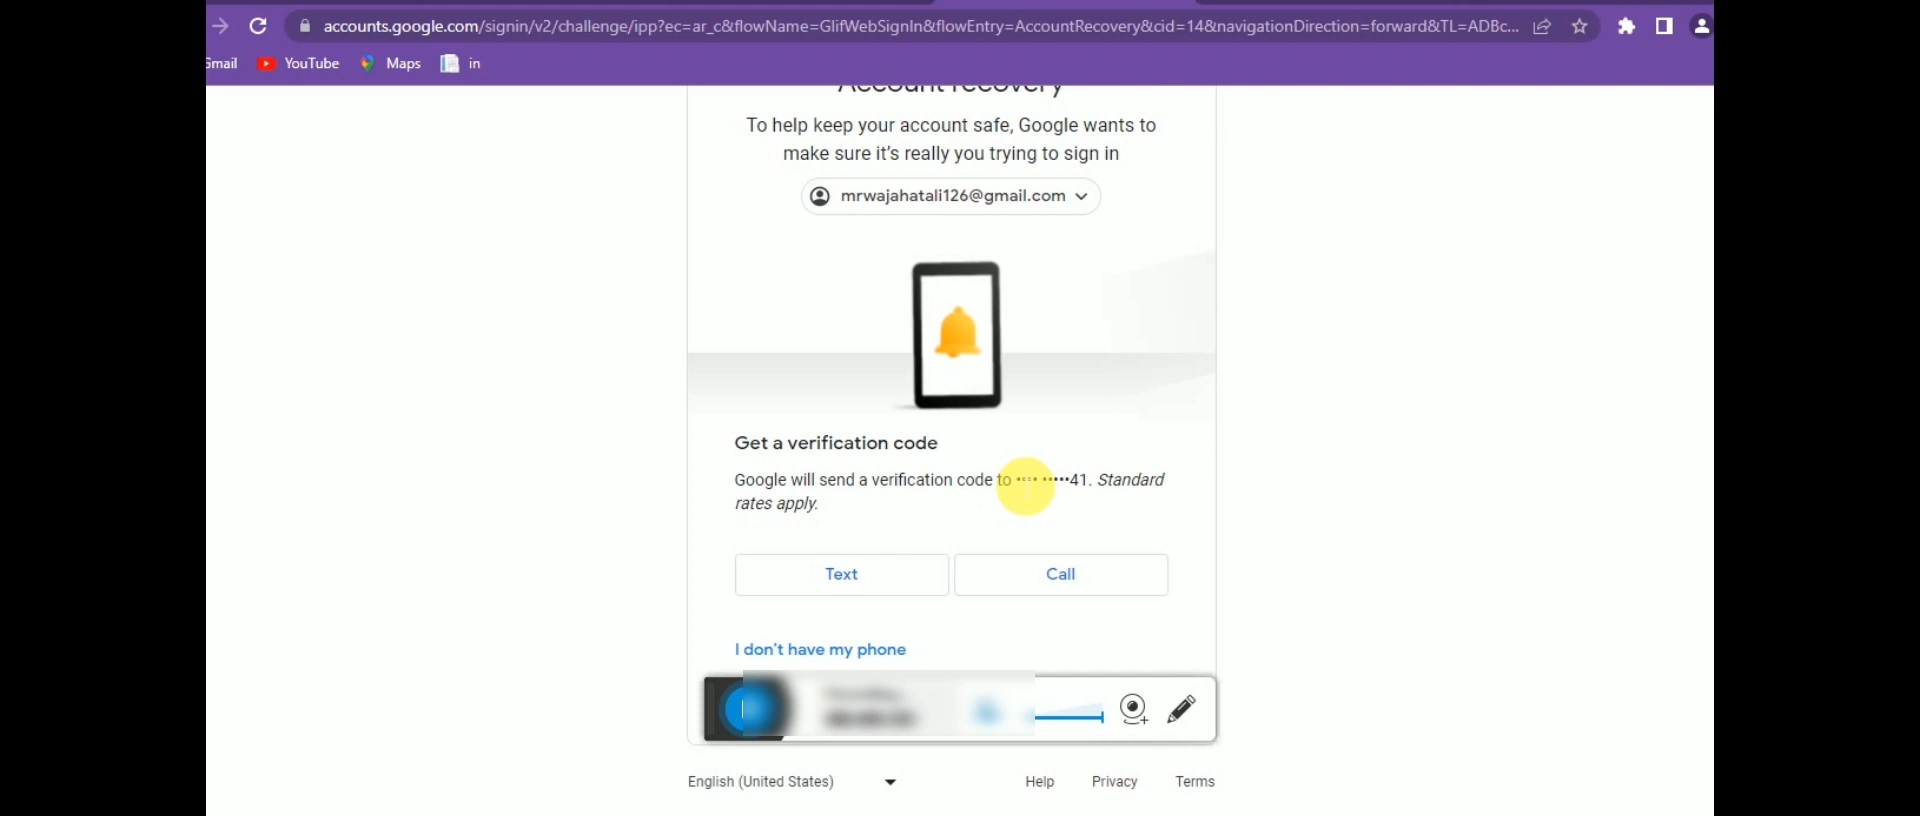 accounts.google.com/signin/v2/challenge/ipp?ec=ar_c&flowName=GlifWebSignIn&flowEntry=AccountRecovery&cid=14&navigationDirection=forward&TL=ADBc...
Gmail YouTube Maps in
Account recovery
To help keep your account safe, Google wants to
make sure it's really you trying to sign in
mrwajahatali126@gmail.com
Get a verification code
Google will send a verification code to •••• •••••41. Standard
rates apply.
Text Call
I don't have my phone
English (United States) Help Privacy Terms